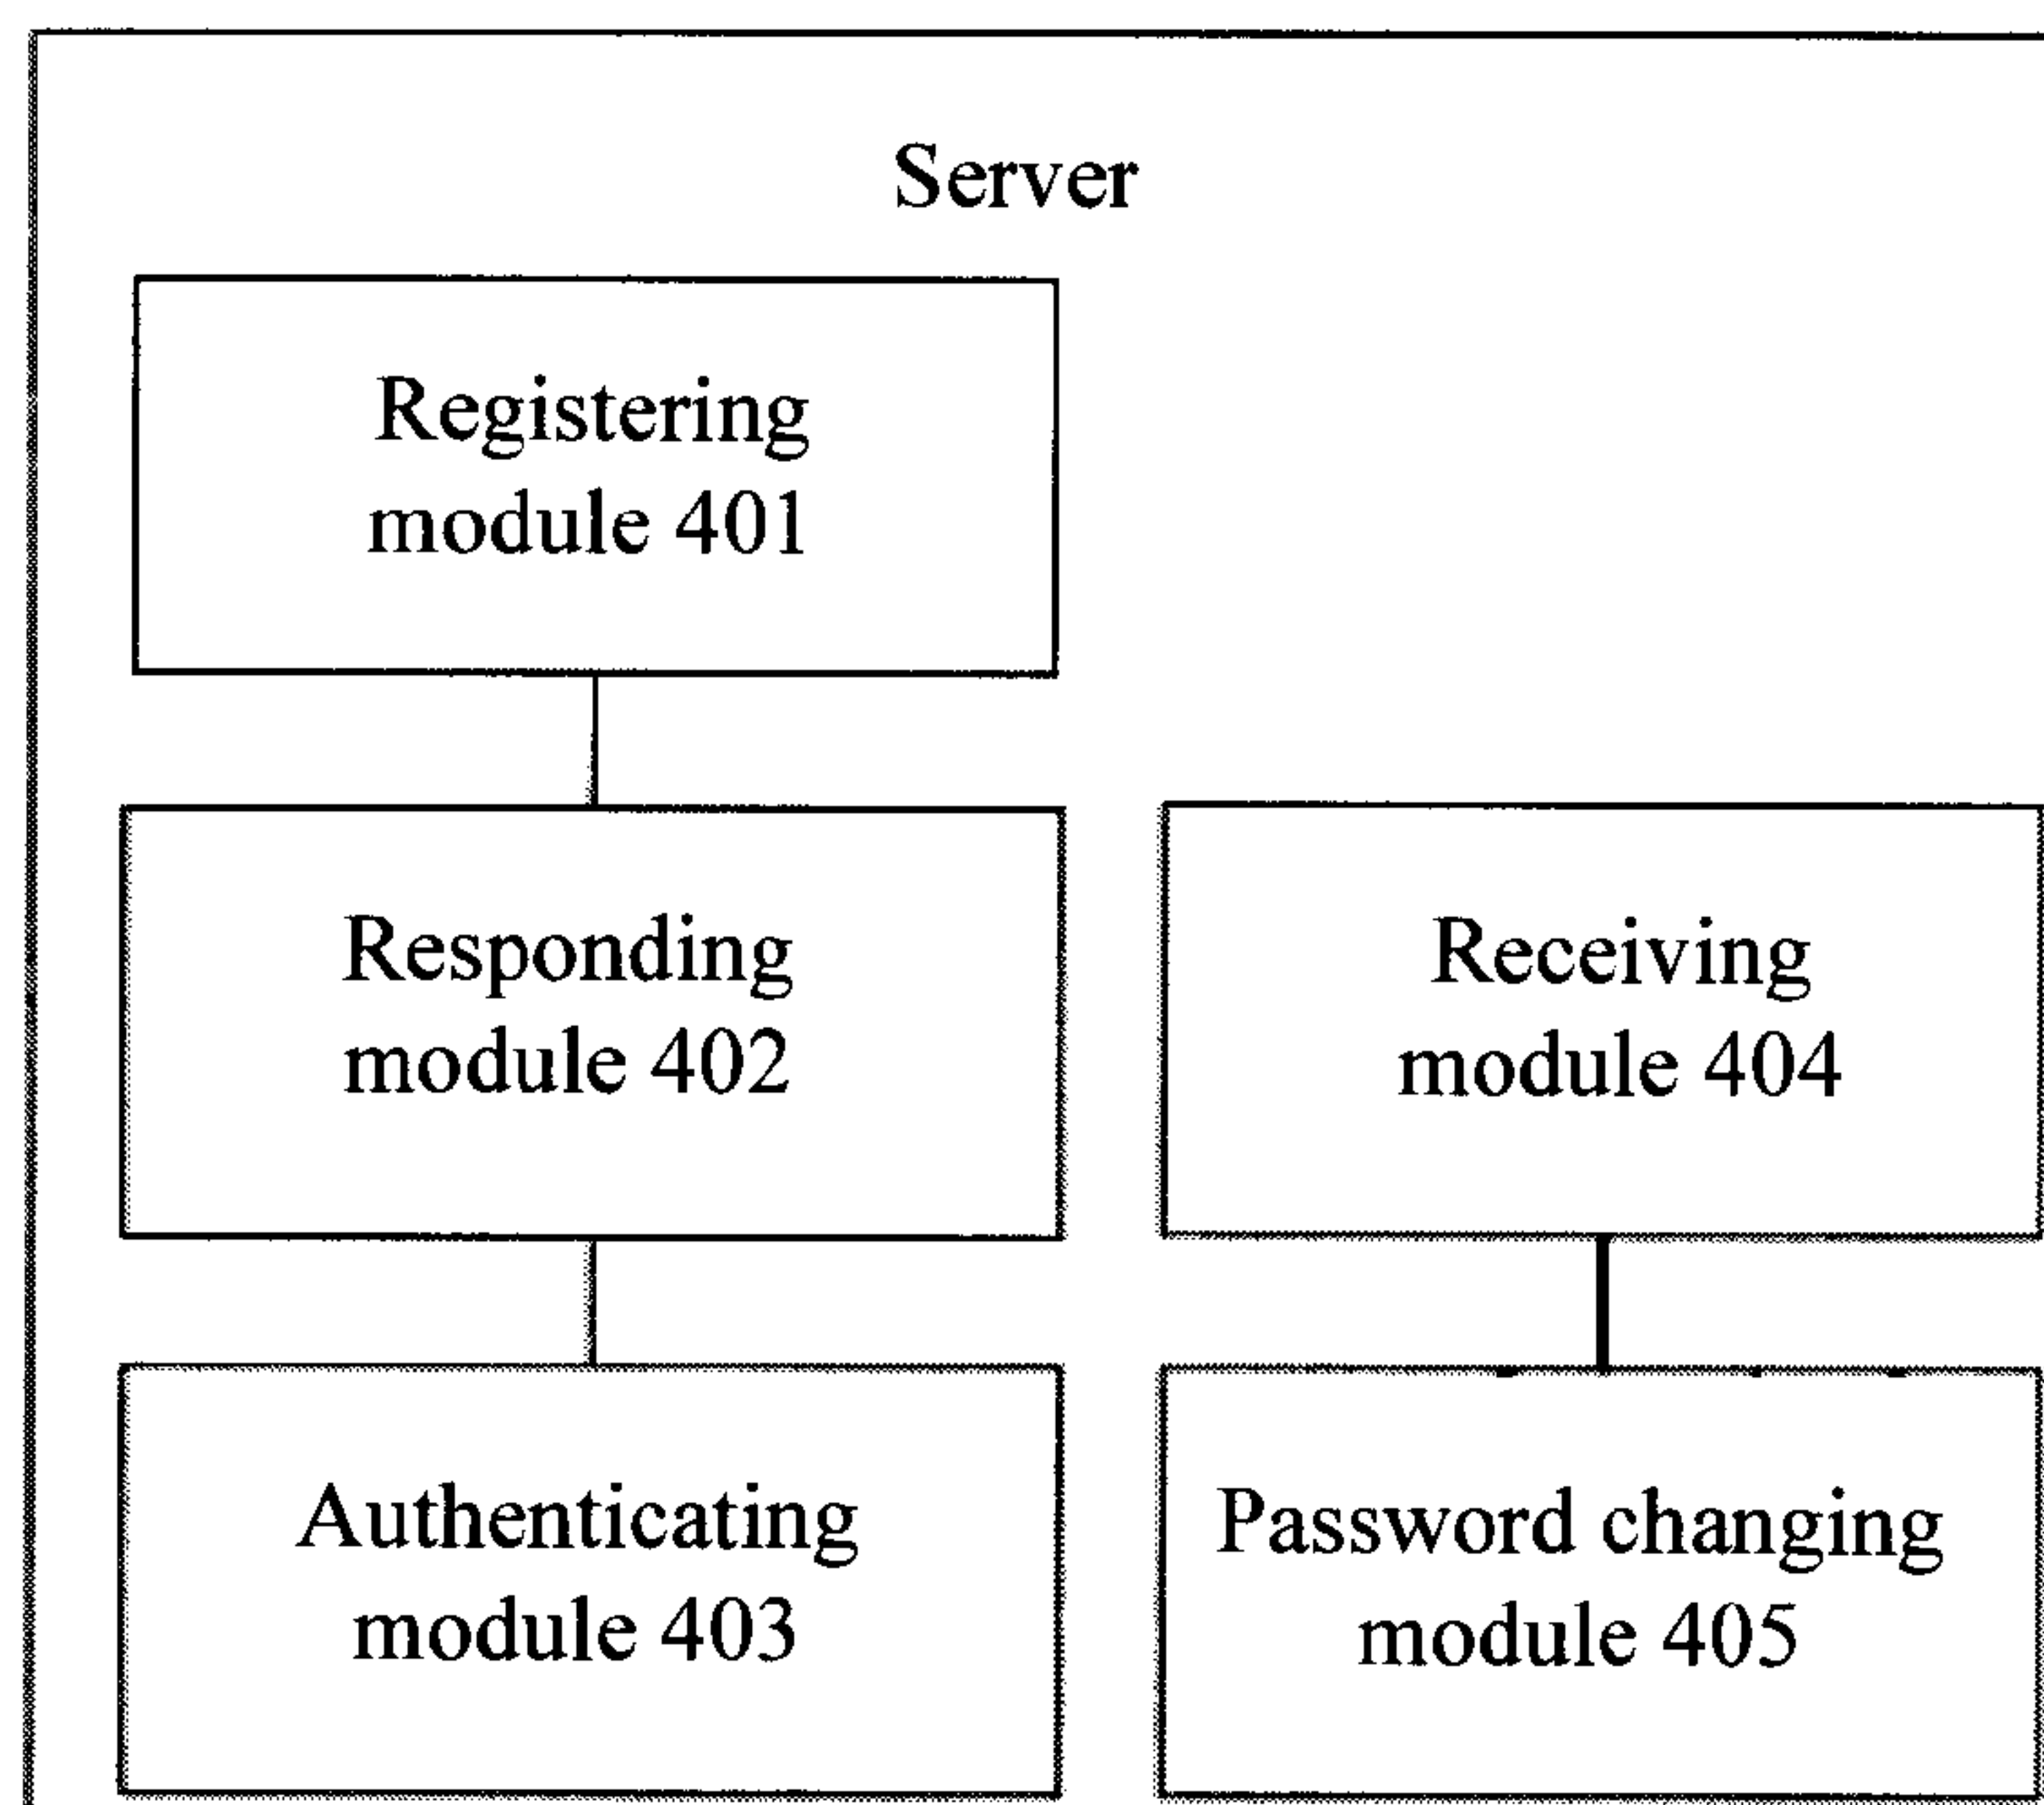 Server
Registering
module 401
Responding
module 402
Receiving
module 404
Authenticating
module 403
Password changing
module 405